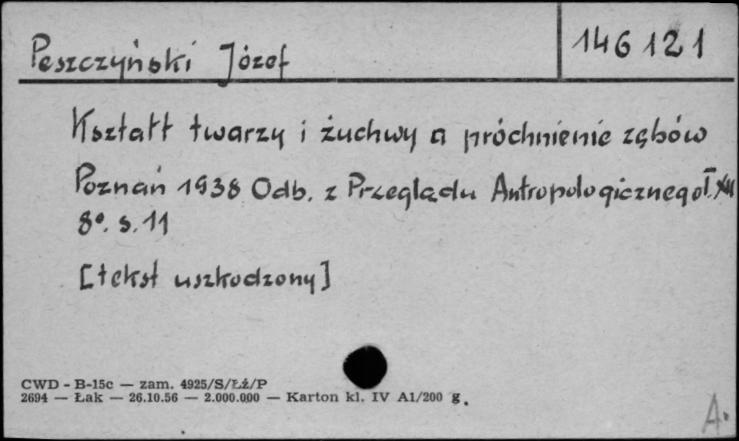 Peszczyński Józef 146121
Kształt twarzy i żuchwy a próchnienie zębów
Poznań 1938 Odb. z Przeglądu Antropologicznego T. XII
8°. s. 11
[tekst uszkodzony]
CWD - B-15c — zam. 4925/S/Łż/P
2694 — Łak — 26.10.56 — 2.000.000 — Karton kl. IV A1/200 g.
A.